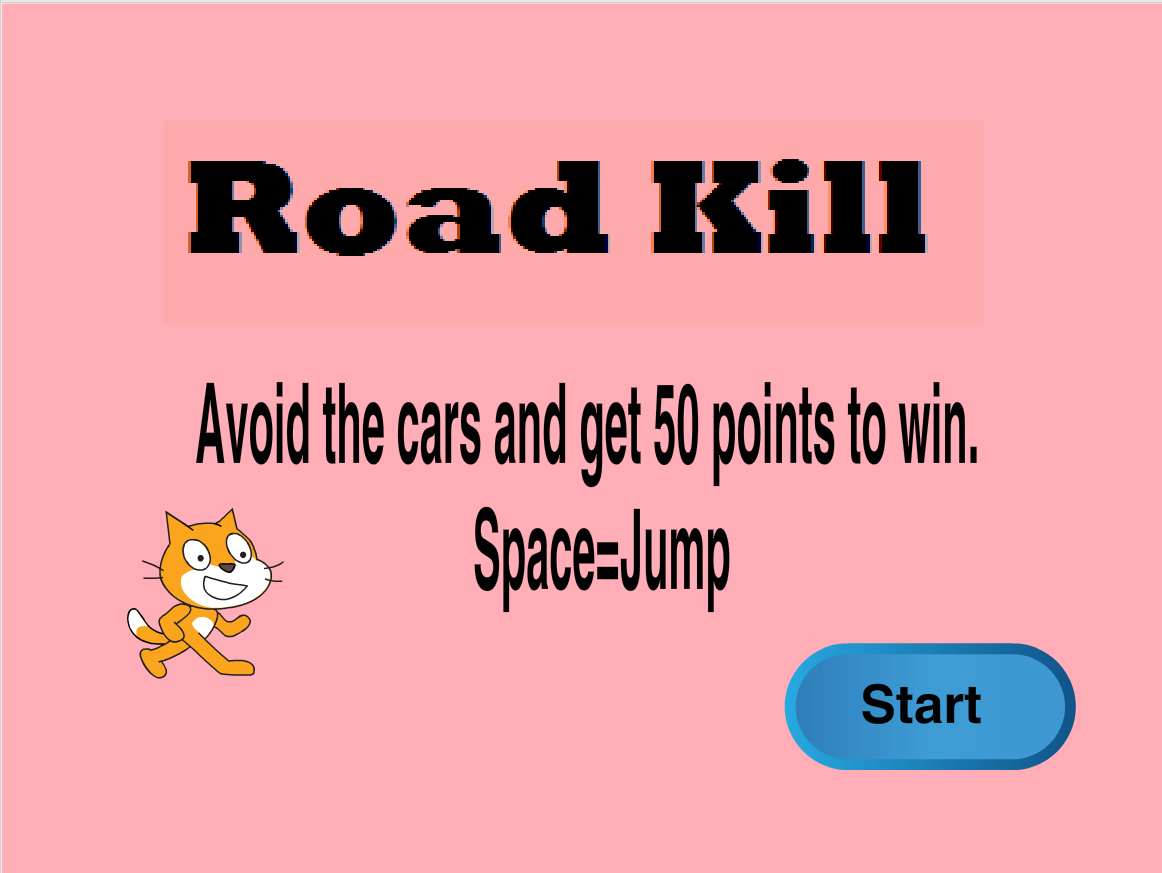 Road Kill
Avoid the cars and get 50 points to win.
Space=Jump
Start